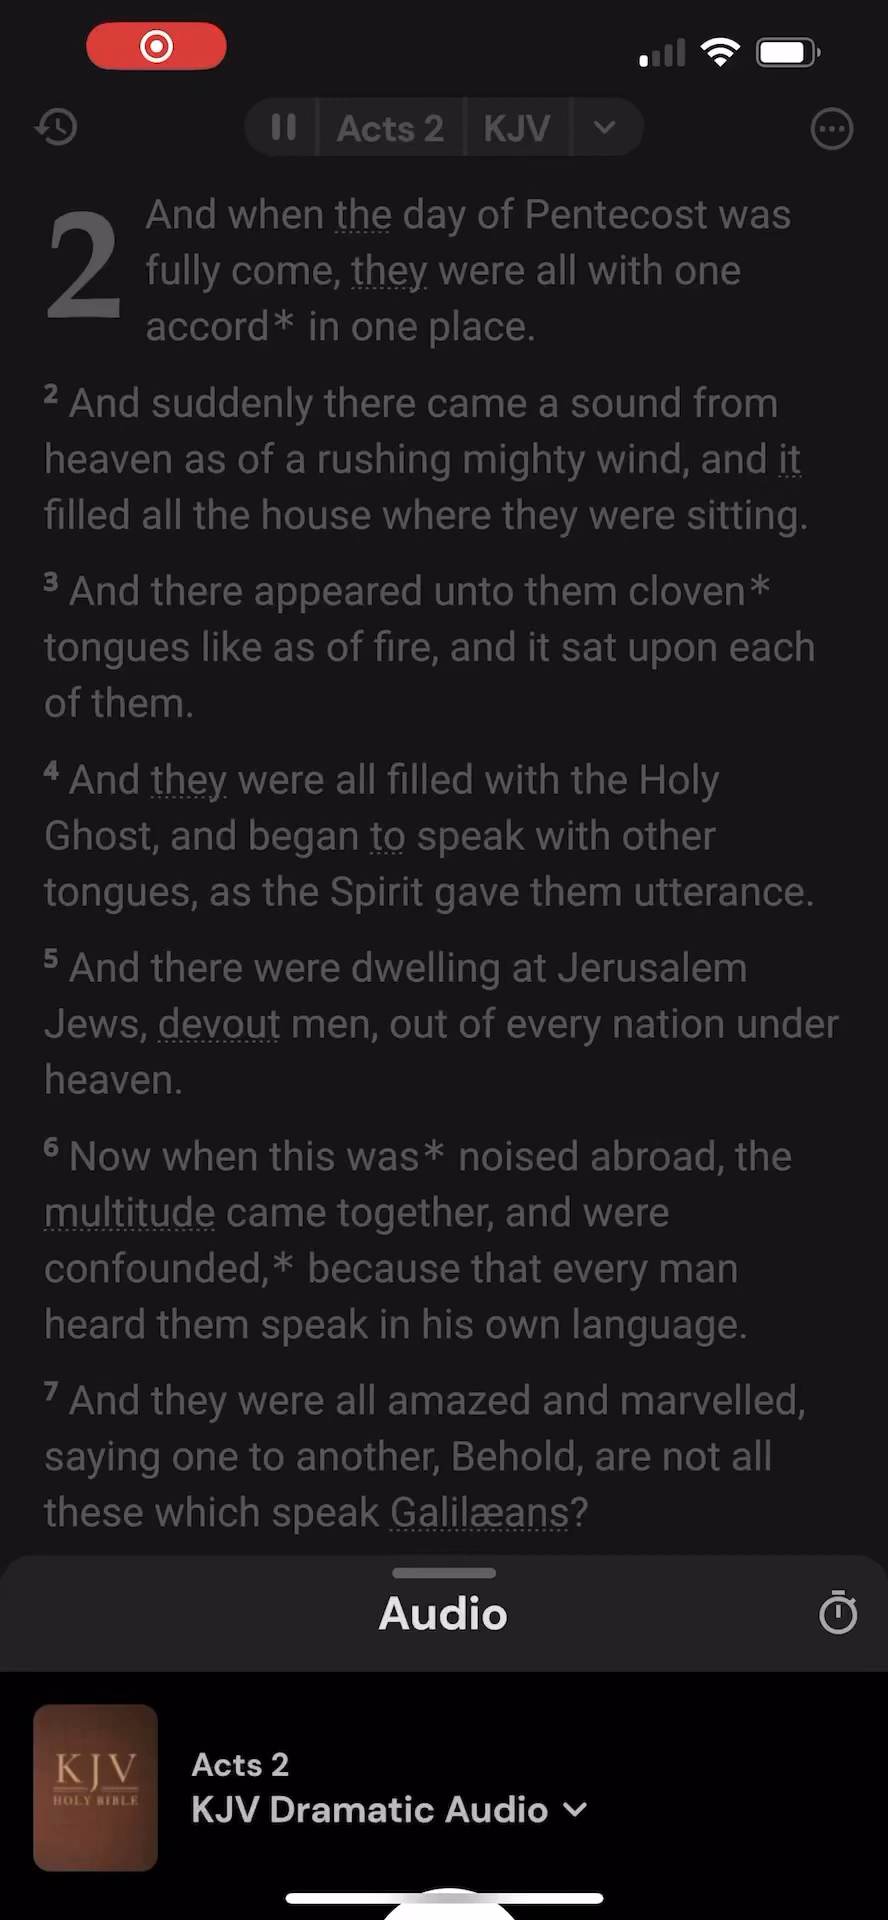 Acts 2 KJV
2 And when the day of Pentecost was
fully come, they were all with one
accord* in one place.
2 And suddenly there came a sound from
heaven as of a rushing mighty wind, and it
filled all the house where they were sitting.
3 And there appeared unto them cloven*
tongues like as of fire, and it sat upon each
of them.
4 And they were all filled with the Holy
Ghost, and began to speak with other
tongues, as the Spirit gave them utterance.
5 And there were dwelling at Jerusalem
Jews, devout men, out of every nation under
heaven.
6 Now when this was* noised abroad, the
multitude came together, and were
confounded,* because that every man
heard them speak in his own language.
7 And they were all amazed and marvelled,
saying one to another, Behold, are not all
these which speak Galilæans?
Audio
KJV
HOLY BIBLE
Acts 2
KJV Dramatic Audio